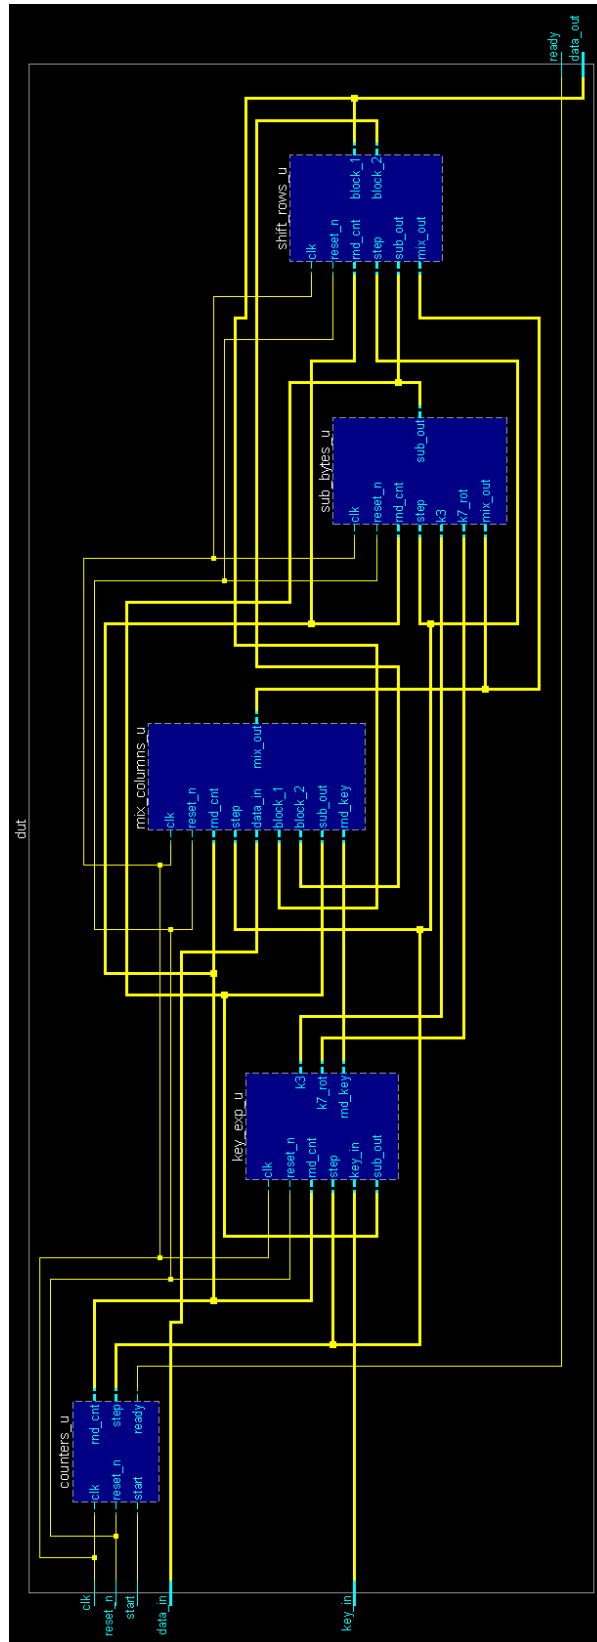 ready
data_out
shift_rows_u
block_1
block_2
clk
reset_n
rnd_cnt
step
sub_out
mix_out
sub_bytes_u
sub_out
clk
reset_n
rnd_cnt
step
k3
k7_rot
mix_out
mix_columns_u
mix_out
clk
reset_n
rnd_cnt
step
data_in
block_1
block_2
sub_out
rnd_key
dut
key_exp_u
k3
k7_rot
rnd_key
clk
reset_n
rnd_cnt
step
key_in
sub_out
counters_u
rnd_cnt
step
ready
clk
reset_n
start
clk
reset_n
start
data_in
key_in